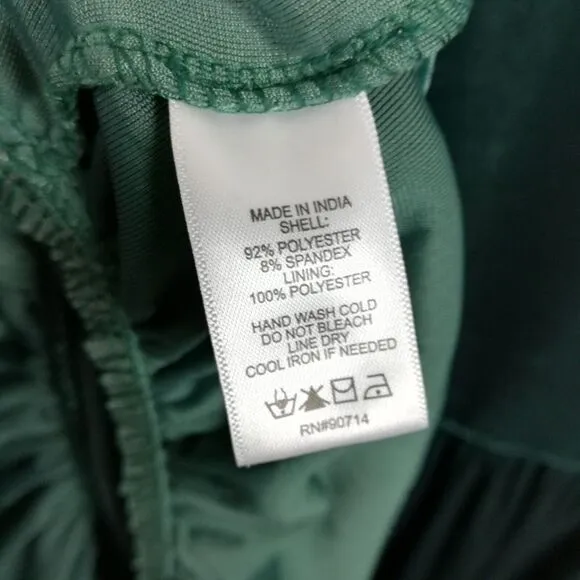 MADE IN INDIA
SHELL:
92% POLYESTER
8% SPANDEX
LINING:
100% POLYESTER
HAND WASH COLD
DO NOT BLEACH
LINE DRY
COOL IRON IF NEEDED
RN#90714